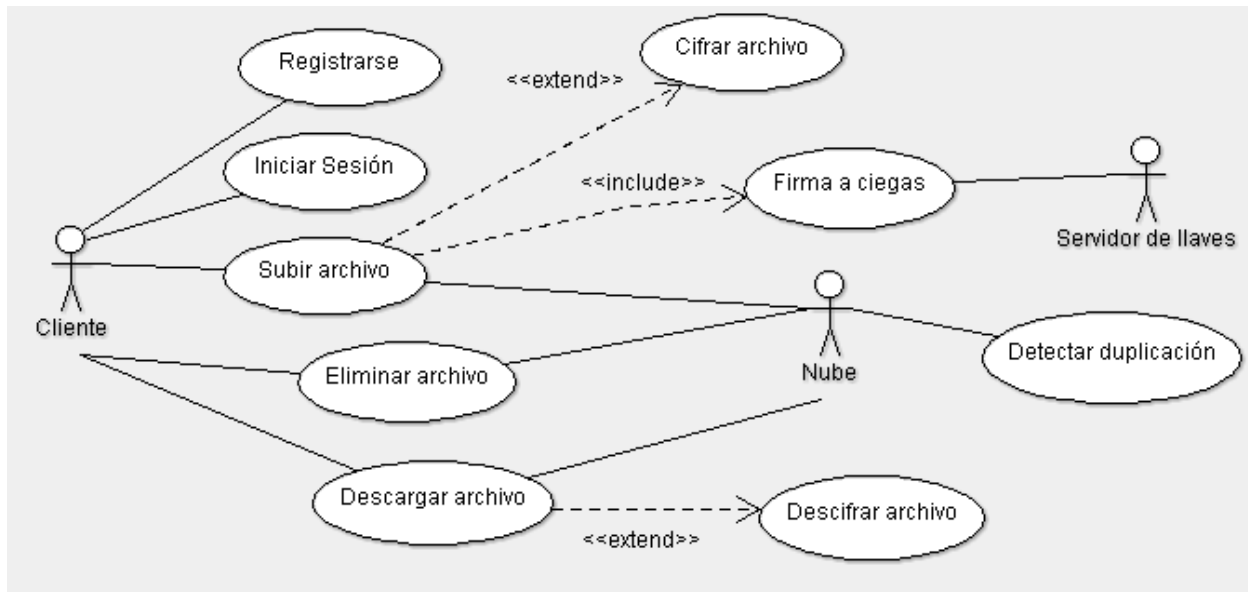 Registrarse
Cifrar archivo
<<extend>>
Iniciar Sesión
<<include>>
Firma a ciegas
Servidor de llaves
Subir archivo
Cliente
Eliminar archivo
Nube
Detectar duplicación
Descargar archivo
<<extend>>
Descifrar archivo